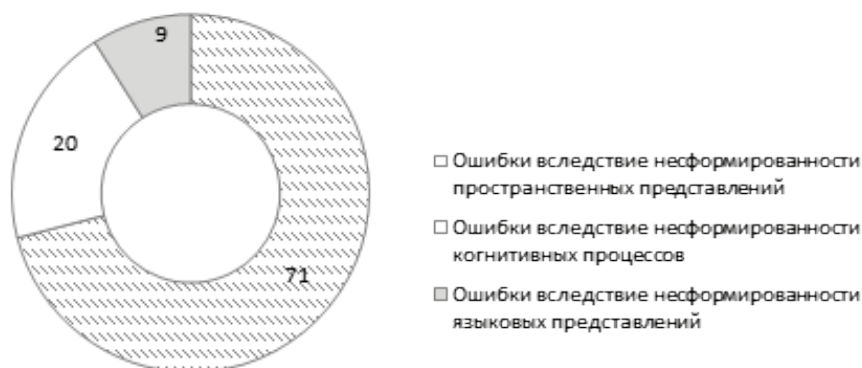 9
20
71
Ошибки вследствие несформированности
пространственных представлений
Ошибки вследствие несформированности
когнитивных процессов
Ошибки вследствие несформированности
языковых представлений